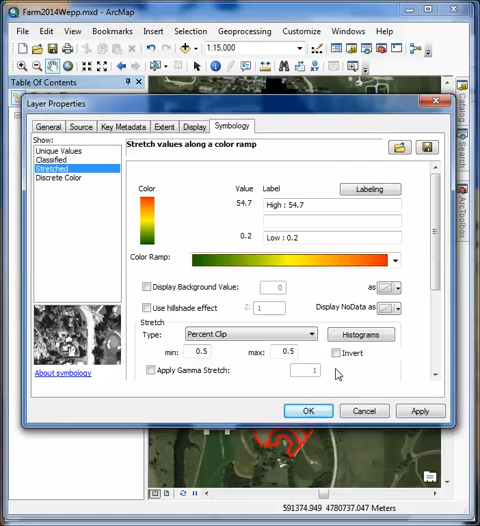 Farm2014Wepp.mxd - ArcMap
File Edit View Bookmarks Insert Selection Geoprocessing Customize Windows Help
1:15,000
Table Of Contents
Layer Properties
General Source Key Metadata Extent Display Symbology
Show:
Unique Values
Classified
Stretched
Discrete Color
Stretch values along a color ramp
Color Value Label Labeling
54.7 High : 54.7
0.2 Low : 0.2
Color Ramp:
Display Background Value: 0 as
Use hillshade effect Z: 1 Display NoData as
Stretch
Type: Percent Clip Histograms
min: 0.5 max: 0.5 Invert
Apply Gamma Stretch: 1
About symbology
OK Cancel Apply
Catalog
Search
ArcToolbox
591374.949 4780737.047 Meters